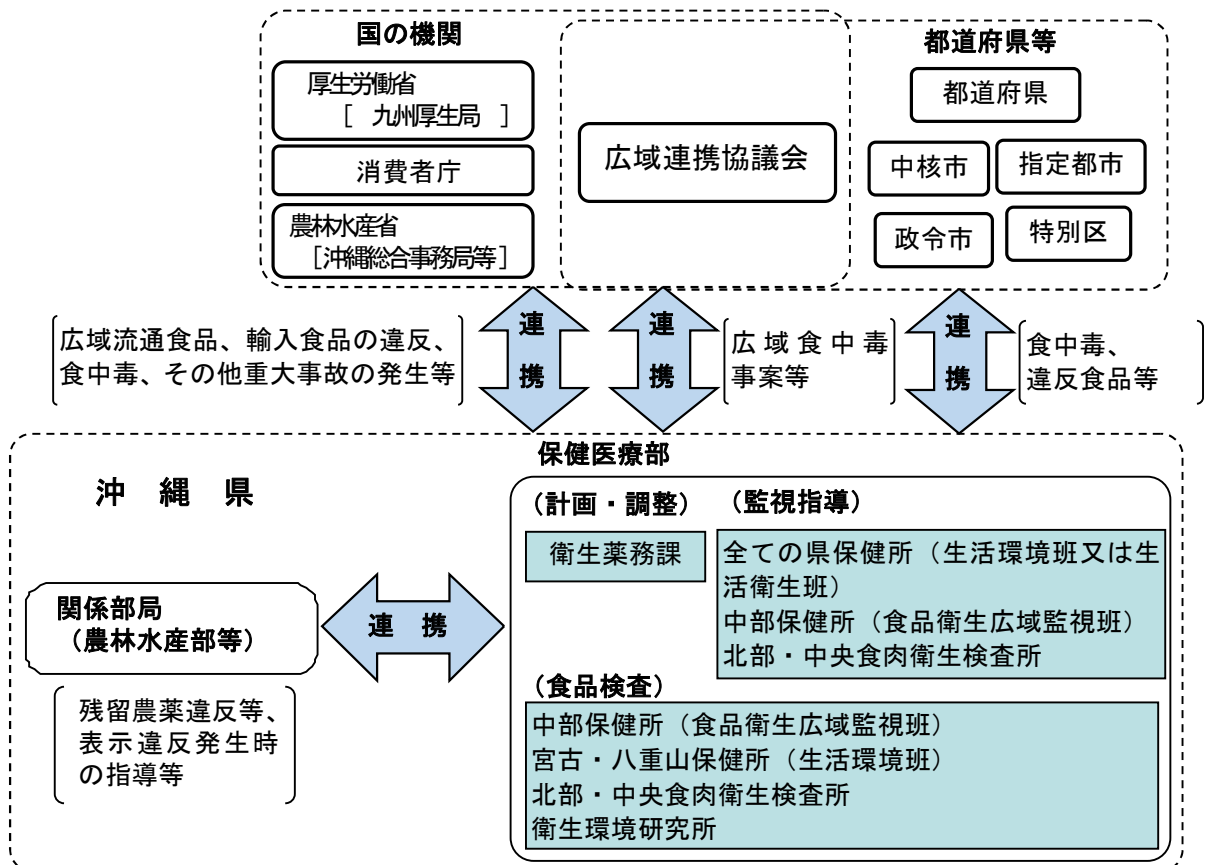 国の機関
厚生労働省
［　九州厚生局　］
消費者庁
農林水産省
［沖縄総合事務局等］
広域連携協議会
都道府県等
都道府県
中核市
指定都市
政令市
特別区
広域流通食品、輸入食品の違反、
食中毒、その他重大事故の発生等
連
携
連
携
広域食中毒
事案等
連
携
食中毒、
違反食品等
沖　縄　県
保健医療部
（計画・調整）
衛生薬務課
（監視指導）
全ての県保健所（生活環境班又は生
活衛生班）
中部保健所（食品衛生広域監視班）
北部・中央食肉衛生検査所
関係部局
（農林水産部等）
連　携
残留農薬違反等、
表示違反発生時
の指導等
（食品検査）
中部保健所（食品衛生広域監視班）
宮古・八重山保健所（生活環境班）
北部・中央食肉衛生検査所
衛生環境研究所